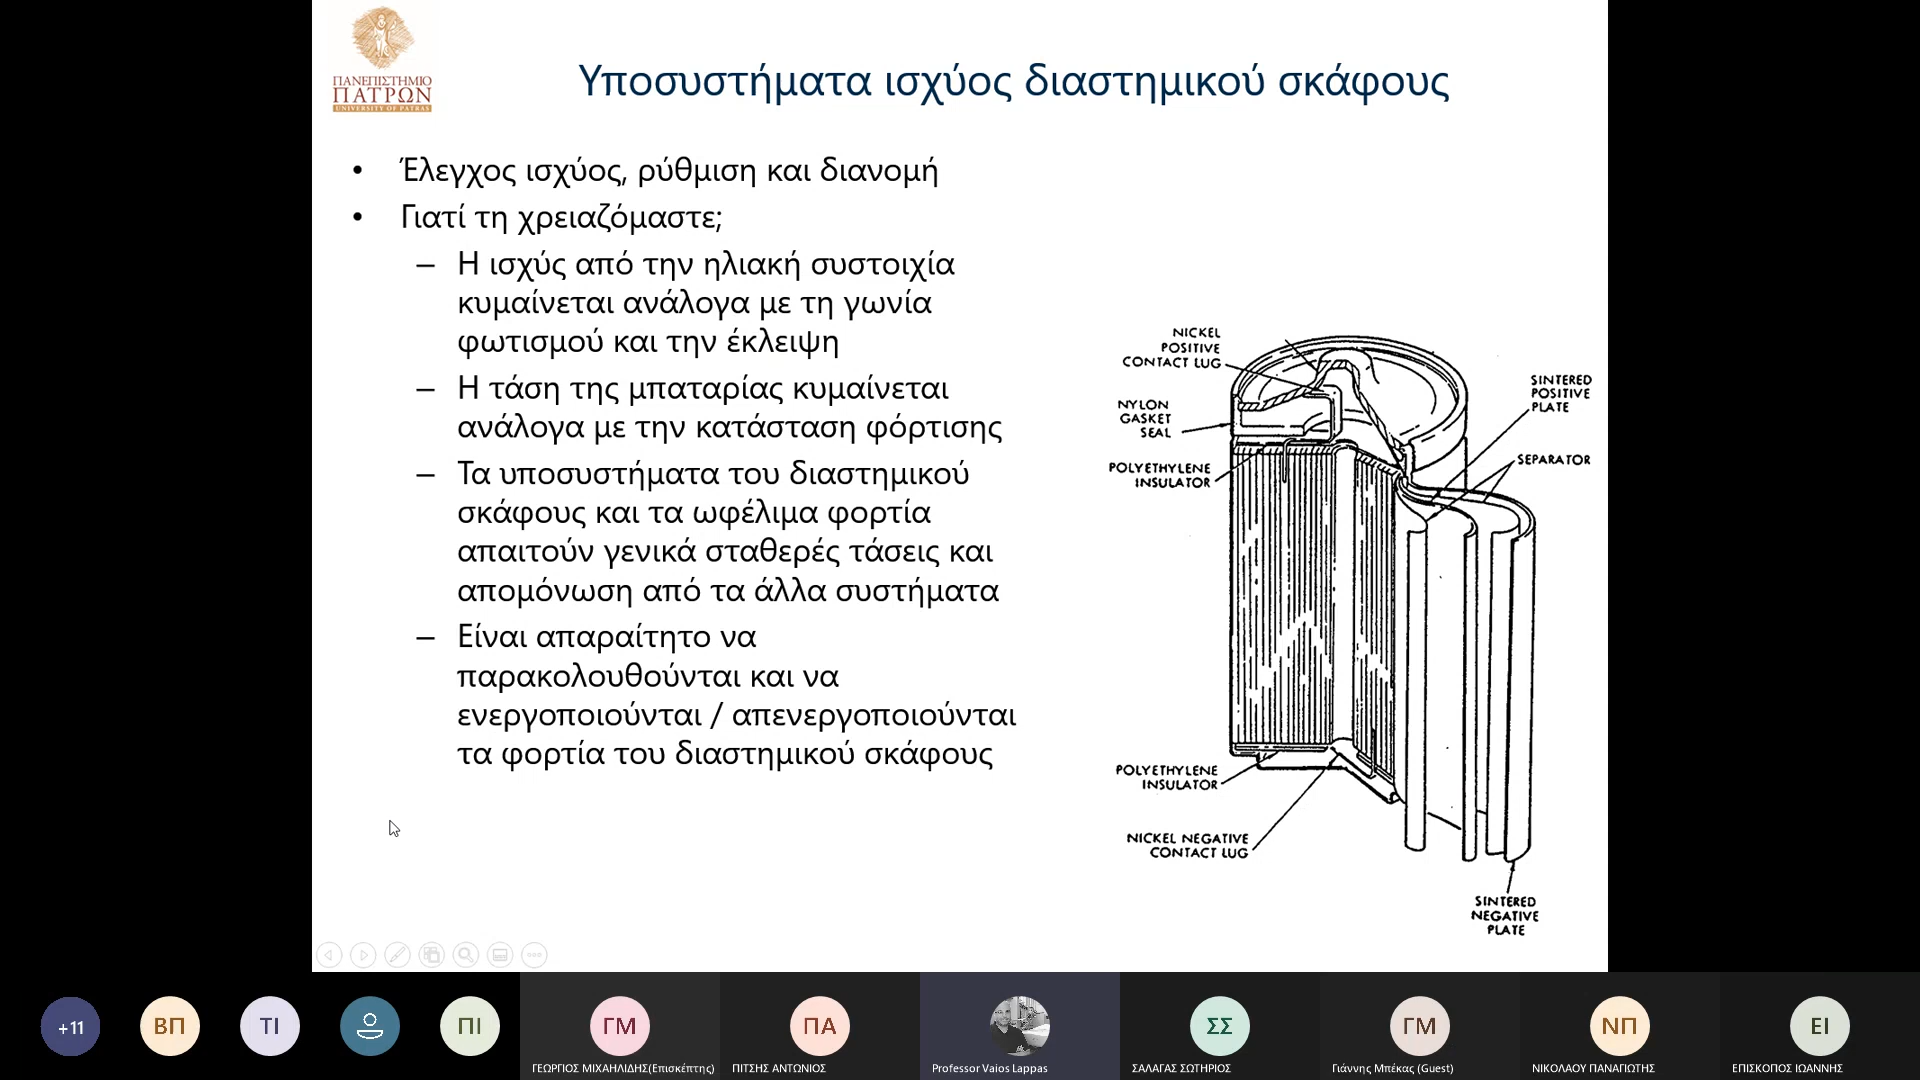 ΠΑΝΕΠΙΣΤΗΜΙΟ
ΠΑΤΡΩΝ
UNIVERSITY OF PATRAS
Υποσυστήματα ισχύος διαστημικού σκάφους
• Έλεγχος ισχύος, ρύθμιση και διανομή
• Γιατί τη χρειαζόμαστε;
– Η ισχύς από την ηλιακή συστοιχία
κυμαίνεται ανάλογα με τη γωνία
φωτισμού και την έκλειψη
– Η τάση της μπαταρίας κυμαίνεται
ανάλογα με την κατάσταση φόρτισης
– Τα υποσυστήματα του διαστημικού
σκάφους και τα ωφέλιμα φορτία
απαιτούν γενικά σταθερές τάσεις και
απομόνωση από τα άλλα συστήματα
– Είναι απαραίτητο να
παρακολουθούνται και να
ενεργοποιούνται / απενεργοποιούνται
τα φορτία του διαστημικού σκάφους
NICKEL
POSITIVE
CONTACT LUG
NYLON
GASKET
SEAL
POLYETHYLENE
INSULATOR
SINTERED
POSITIVE
PLATE
SEPARATOR
POLYETHYLENE
INSULATOR
NICKEL NEGATIVE
CONTACT LUG
SINTERED
NEGATIVE
PLATE
+11
ΒΠ
ΤΙ
ΠΙ
ΓΜ
ΠΑ
ΣΣ
ΓΜ
ΝΠ
ΕΙ
ΓΕΩΡΓΙΟΣ ΜΙΧΑΗΛΙΔΗΣ(Επισκέπτης)
ΠΙΤΣΗΣ ΑΝΤΩΝΙΟΣ
Professor Vaios Lappas
ΣΑΛΑΓΑΣ ΣΩΤΗΡΙΟΣ
Γιάννης Μπέκας (Guest)
ΝΙΚΟΛΑΟΥ ΠΑΝΑΓΙΩΤΗΣ
ΕΠΙΣΚΟΠΟΣ ΙΩΑΝΝΗΣ